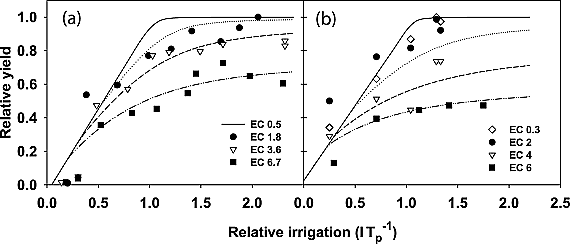 (a)
(b)
1.0
0.8
0.6
0.4
0.2
0.0
Relative yield
EC 0.5
EC 1.8
EC 3.6
EC 6.7
EC 0.3
EC 2
EC 4
EC 6
0.0 0.5 1.0 1.5 2.0 0.0 0.5 1.0 1.5 2.0 2.5
Relative irrigation (I Tp⁻¹)